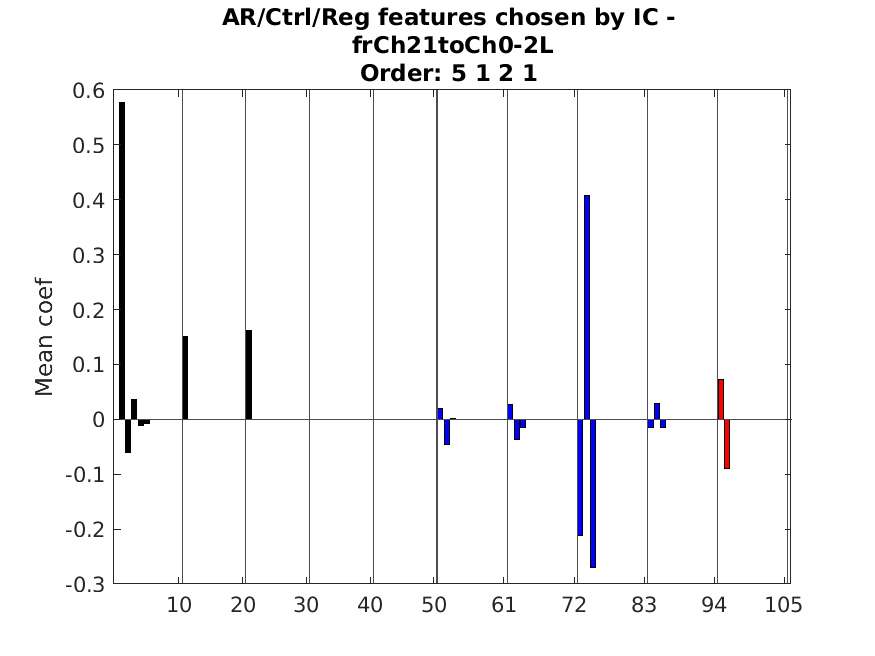 AR/Ctrl/Reg features chosen by IC -
frCh21toCh0-2L
Order: 5 1 2 1
0.6
0.5
0.4
0.3
0.2
0.1
0
-0.1
-0.2
-0.3
Mean coef
10 20 30 40 50 61 72 83 94 105